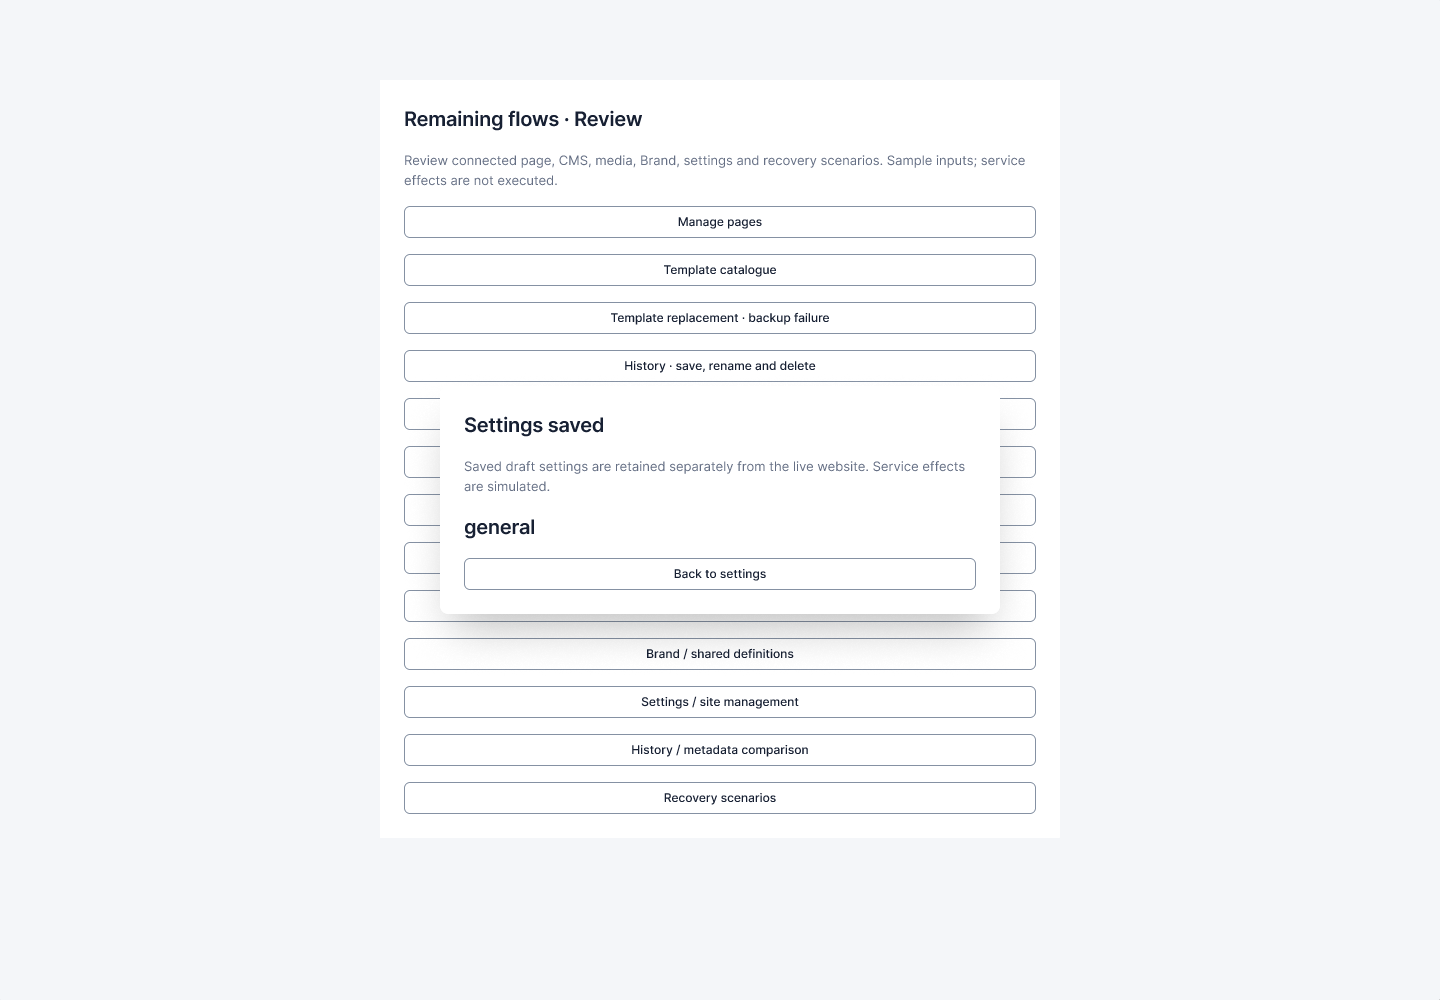 Remaining flows · Review
Review connected page, CMS, media, Brand, settings and recovery scenarios. Sample inputs; service
effects are not executed.
Manage pages
Template catalogue
Template replacement · backup failure
History · save, rename and delete
Settings saved
Saved draft settings are retained separately from the live website. Service effects
are simulated.
general
Back to settings
Brand / shared definitions
Settings / site management
History / metadata comparison
Recovery scenarios